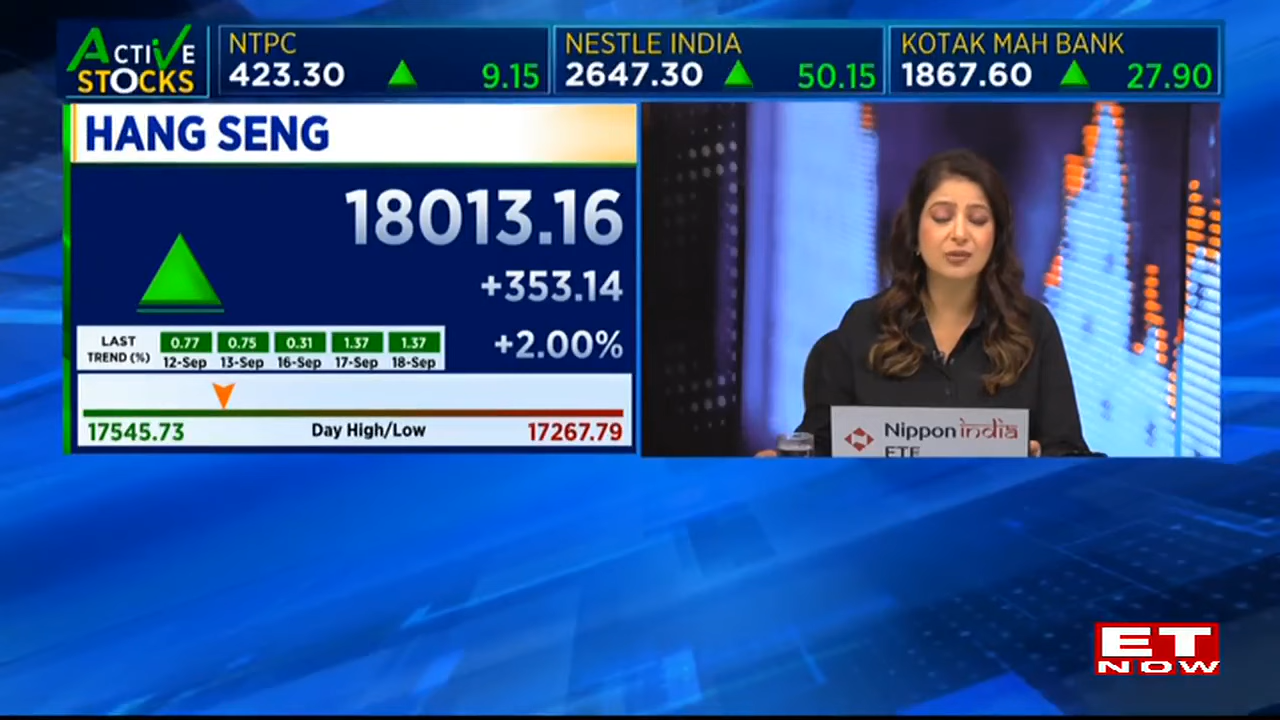 ACTIVE
STOCKS
NTPC
423.30 9.15
NESTLE INDIA
2647.30 50.15
KOTAK MAH BANK
1867.60 27.90
HANG SENG
18013.16
+353.14
+2.00%
LAST
TREND (%)
0.77 0.75 0.31 1.37 1.37
12-Sep 13-Sep 16-Sep 17-Sep 18-Sep
17545.73 Day High/Low 17267.79
Nippon india
ETF
ET
NOW